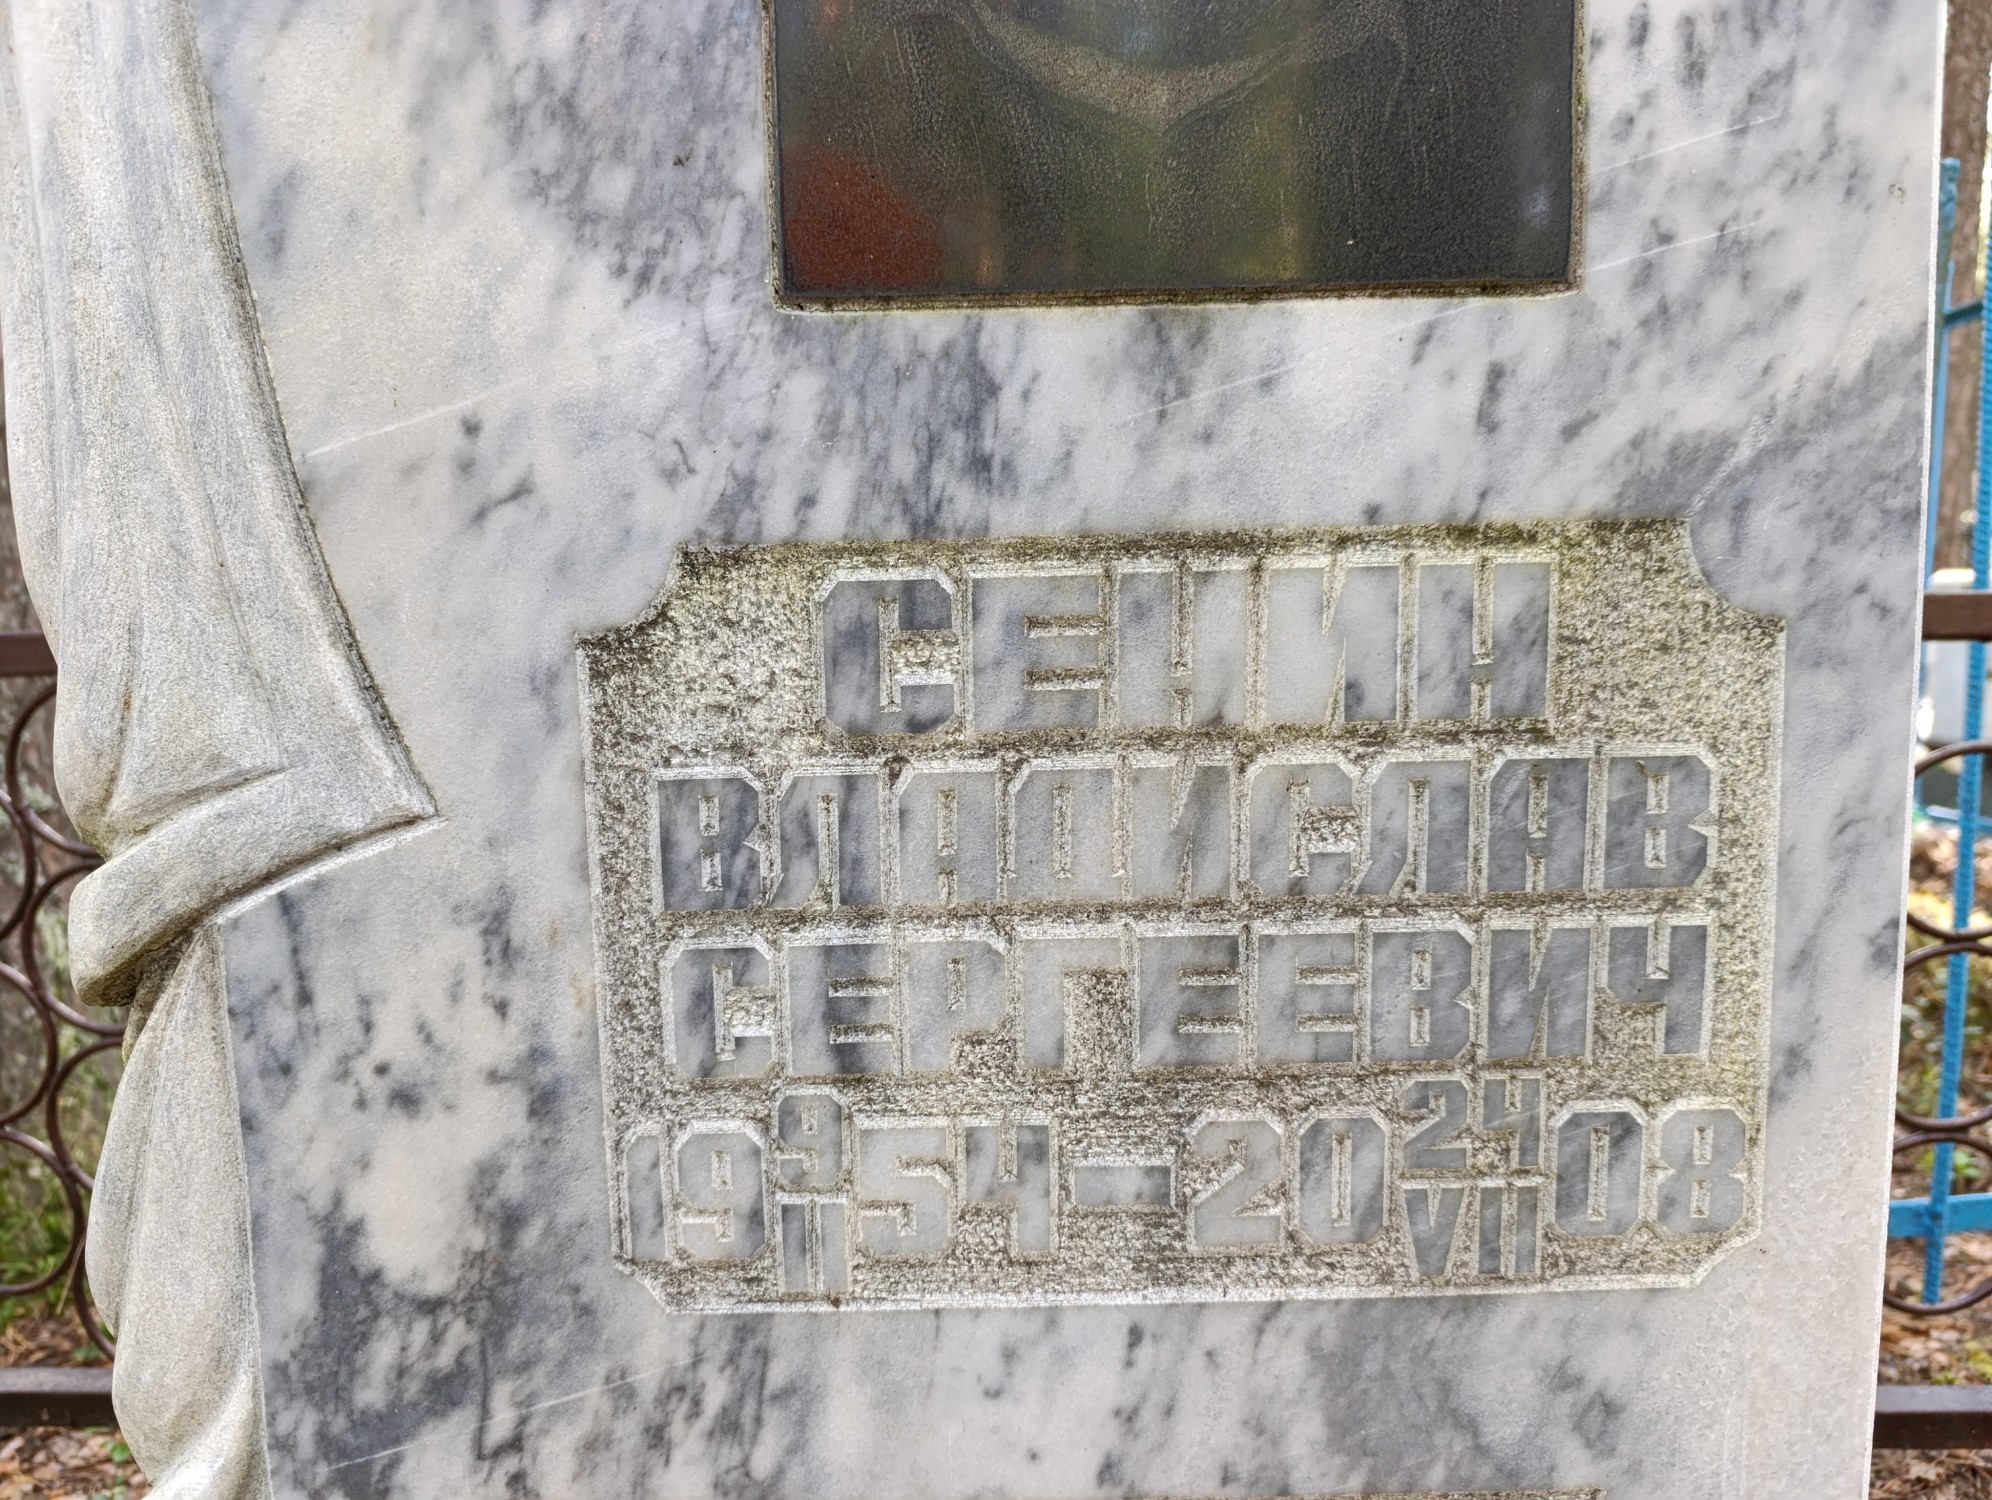 СЕНИН
ВЛАДИСЛАВ
СЕРГЕЕВИЧ
19 9/II 54 – 20 24/VII 08